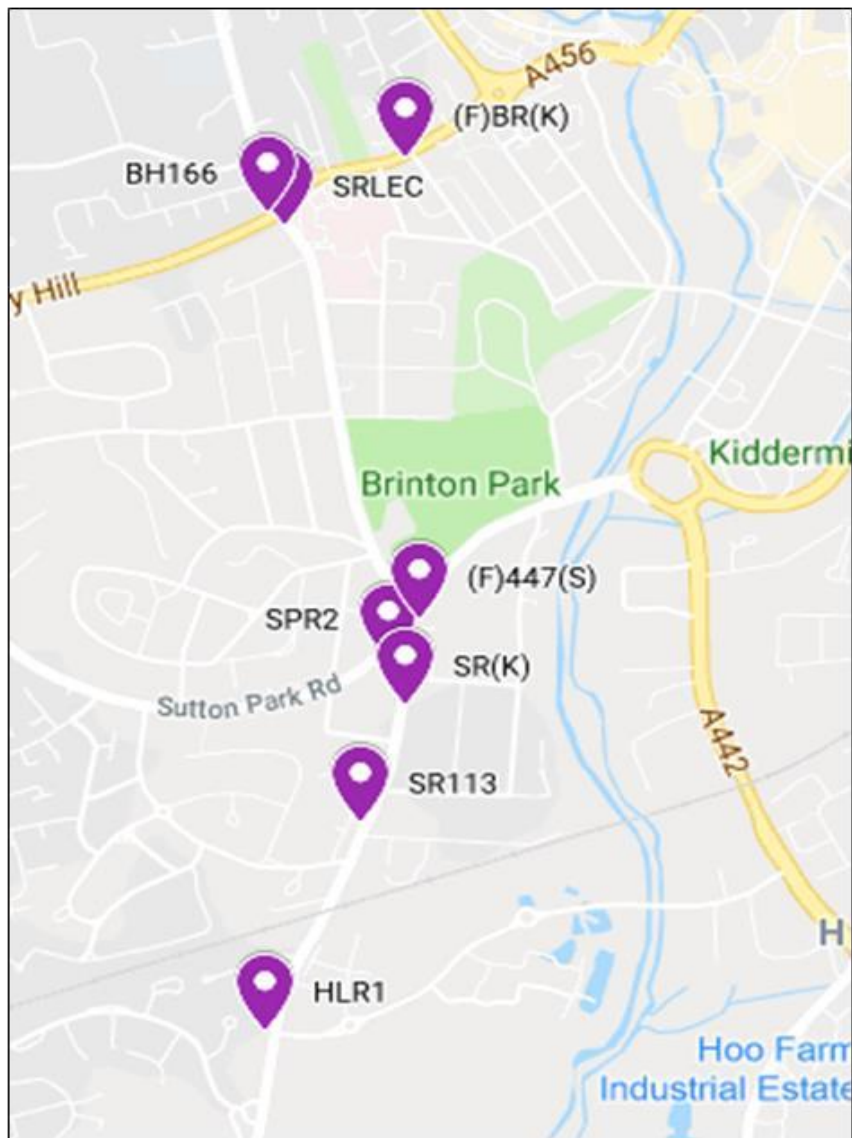 A456
(F)BR(K)
BH166
SRLEC
y Hill
Kiddermi
Brinton Park
(F)447(S)
SPR2
SR(K)
Sutton Park Rd
A442
SR113
H
HLR1
Hoo Farm
Industrial Estate